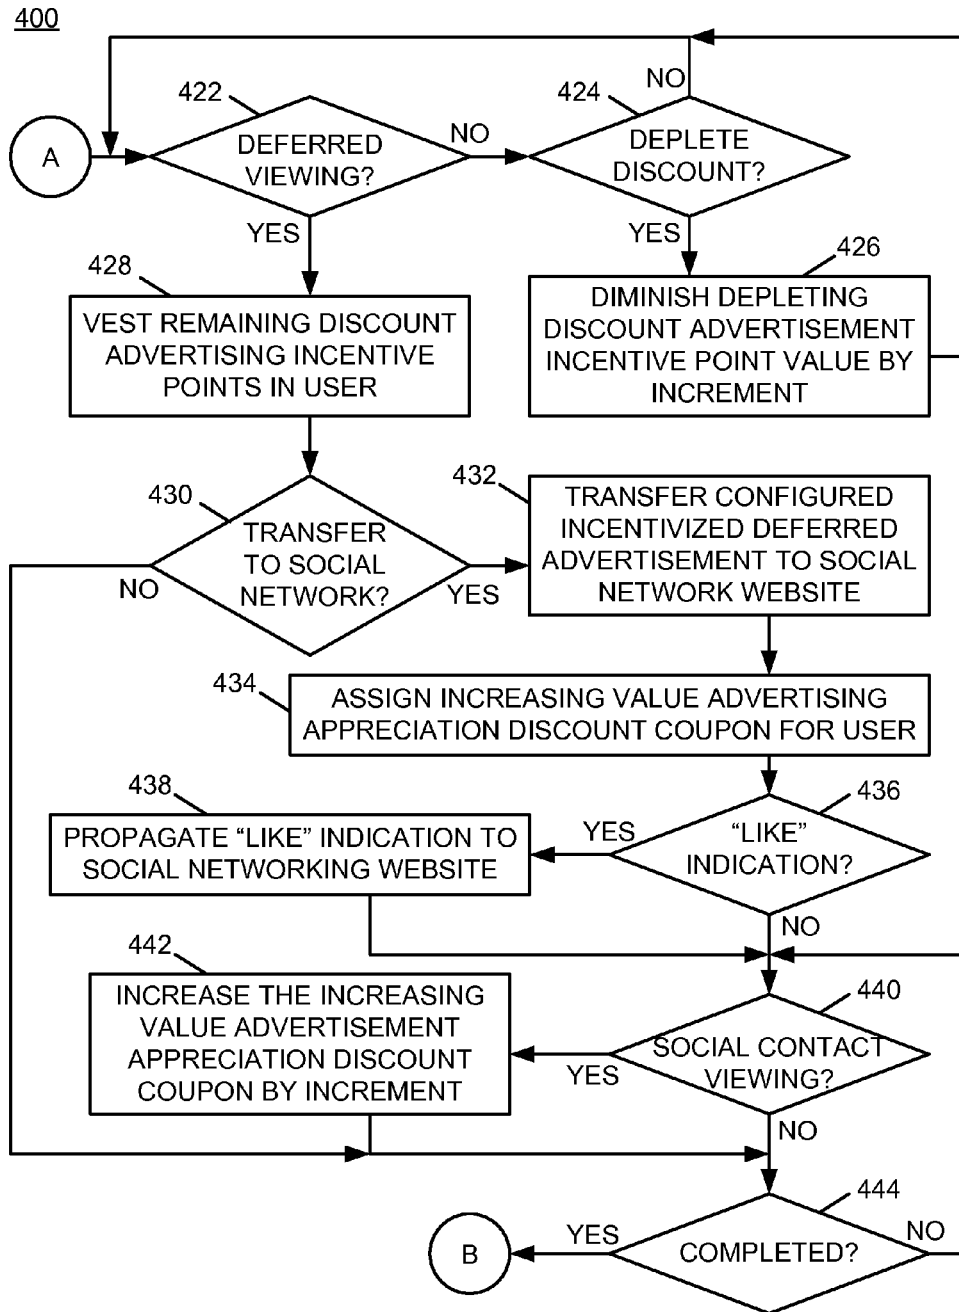 400
422
424
NO
A
DEFERRED
VIEWING?
NO
DEPLETE
DISCOUNT?
YES
YES
428
426
VEST REMAINING DISCOUNT
ADVERTISING INCENTIVE
POINTS IN USER
DIMINISH DEPLETING
DISCOUNT ADVERTISEMENT
INCENTIVE POINT VALUE BY
INCREMENT
430
432
TRANSFER
TO SOCIAL
NETWORK?
NO
YES
TRANSFER CONFIGURED
INCENTIVIZED DEFERRED
ADVERTISEMENT TO SOCIAL
NETWORK WEBSITE
434
ASSIGN INCREASING VALUE ADVERTISING
APPRECIATION DISCOUNT COUPON FOR USER
438
436
PROPAGATE “LIKE” INDICATION TO
SOCIAL NETWORKING WEBSITE
YES
“LIKE”
INDICATION?
NO
442
440
INCREASE THE INCREASING
VALUE ADVERTISEMENT
APPRECIATION DISCOUNT
COUPON BY INCREMENT
SOCIAL CONTACT
VIEWING?
YES
NO
444
B
YES
COMPLETED?
NO